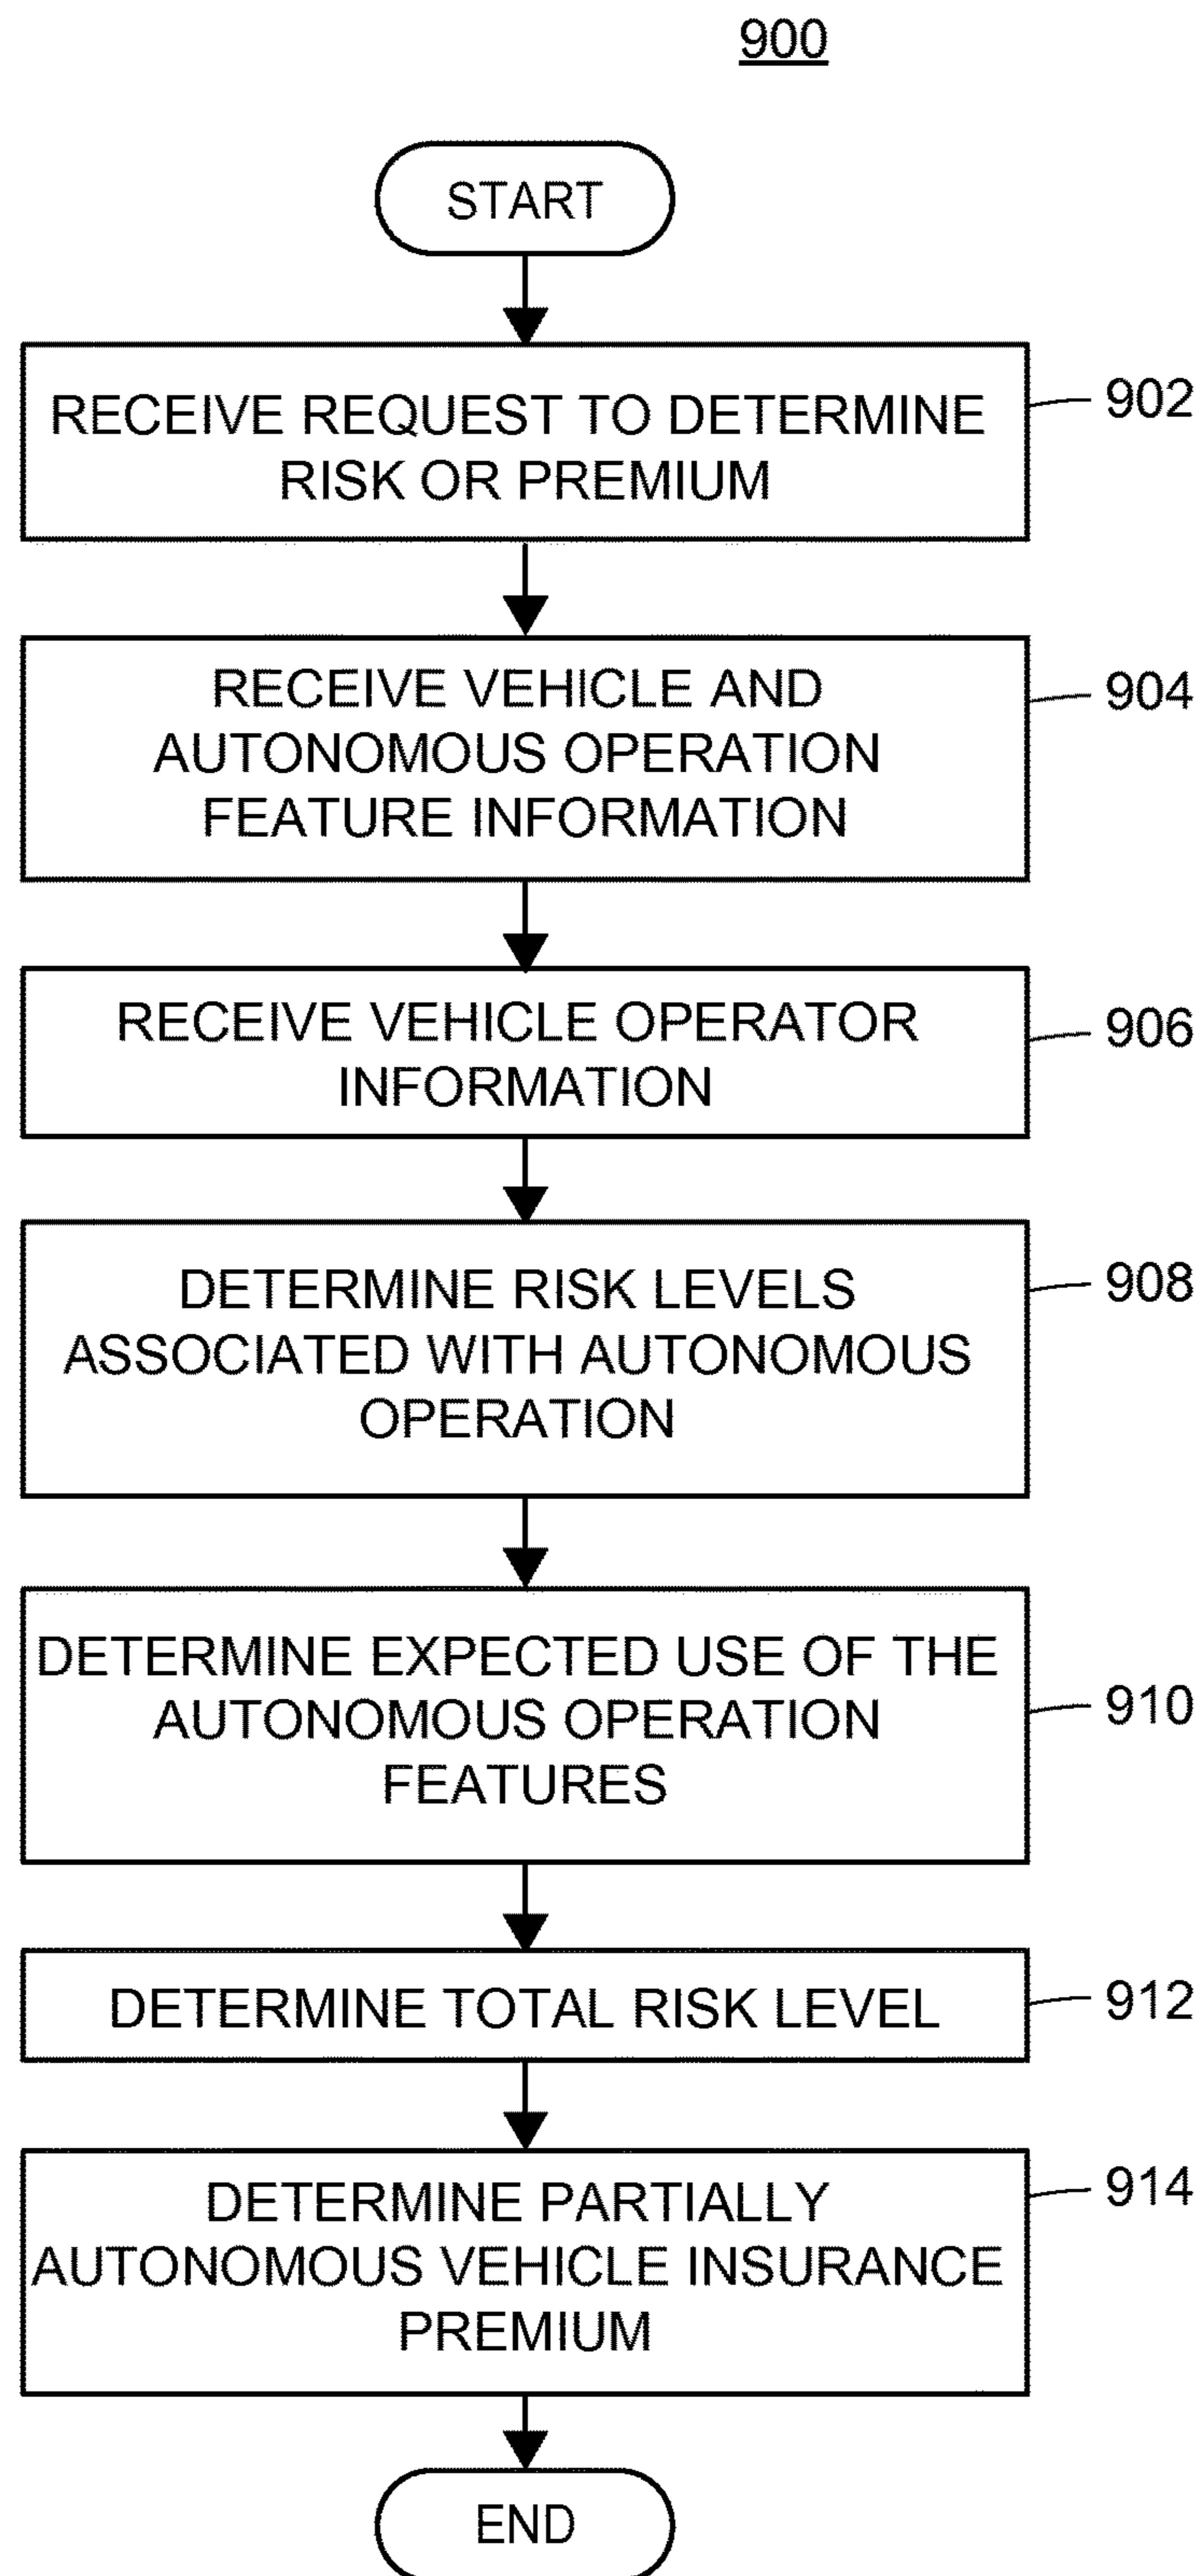 900
START
RECEIVE REQUEST TO DETERMINE
RISK OR PREMIUM
902
RECEIVE VEHICLE AND
AUTONOMOUS OPERATION
FEATURE INFORMATION
904
RECEIVE VEHICLE OPERATOR
INFORMATION
906
DETERMINE RISK LEVELS
ASSOCIATED WITH AUTONOMOUS
OPERATION
908
DETERMINE EXPECTED USE OF THE
AUTONOMOUS OPERATION
FEATURES
910
DETERMINE TOTAL RISK LEVEL
912
DETERMINE PARTIALLY
AUTONOMOUS VEHICLE INSURANCE
PREMIUM
914
END